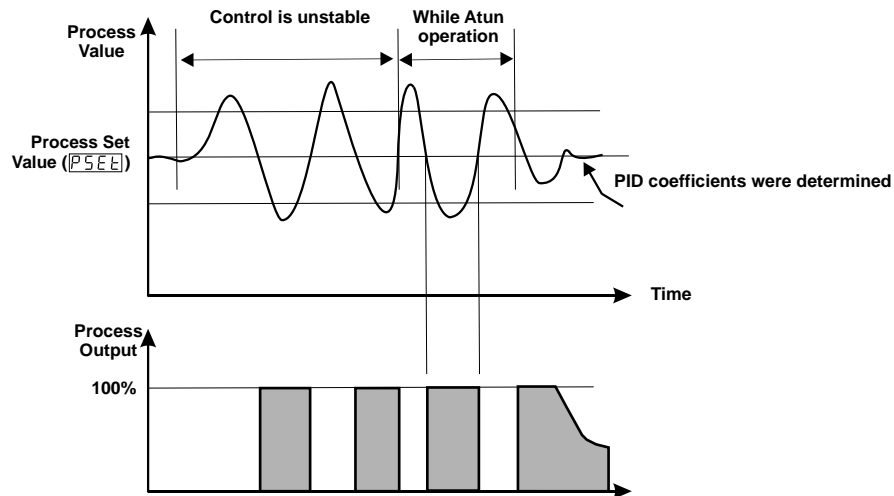 Control is unstable
While Atun
operation
Process
Value
Process Set
Value (PSEt)
PID coefficients were determined
Time
Process
Output
100%